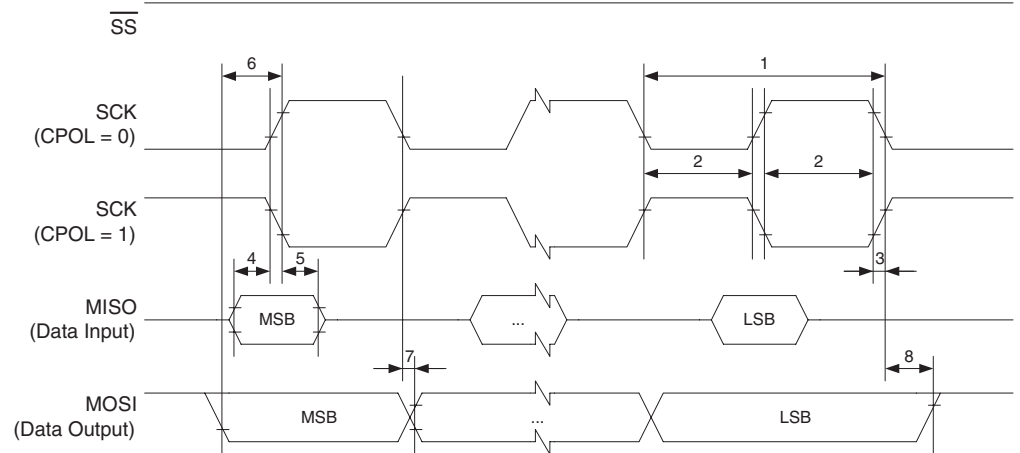 SS
6
1
SCK
(CPOL = 0)
2
2
SCK
(CPOL = 1)
4
5
3
MISO
(Data Input)
MSB
...
LSB
7
8
MOSI
(Data Output)
MSB
...
LSB